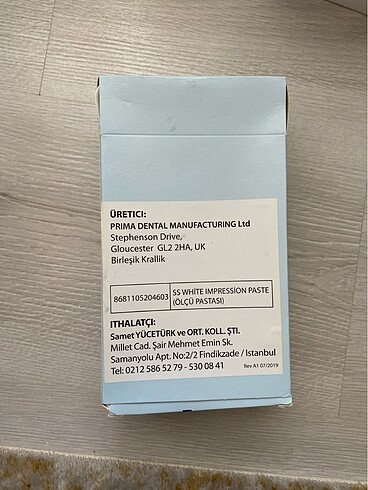 ÜRETICI:
PRIMA DENTAL MANUFACTURING Ltd
Stephenson Drive,
Gloucester GL2 2HA, UK
Birleşik Krallik
8681105204603
SS WHITE IMPRESSION PASTE
(ÖLÇÜ PASTASI)
ITHALATÇI:
Samet YÜCETÜRK ve ORT. KOLL. ŞTI.
Millet Cad. Şair Mehmet Emin Sk.
Samanyolu Apt. No:2/2 Findikzade / Istanbul
Tel: 0212 586 52 79 - 530 08 41
Rev A1 07/2019